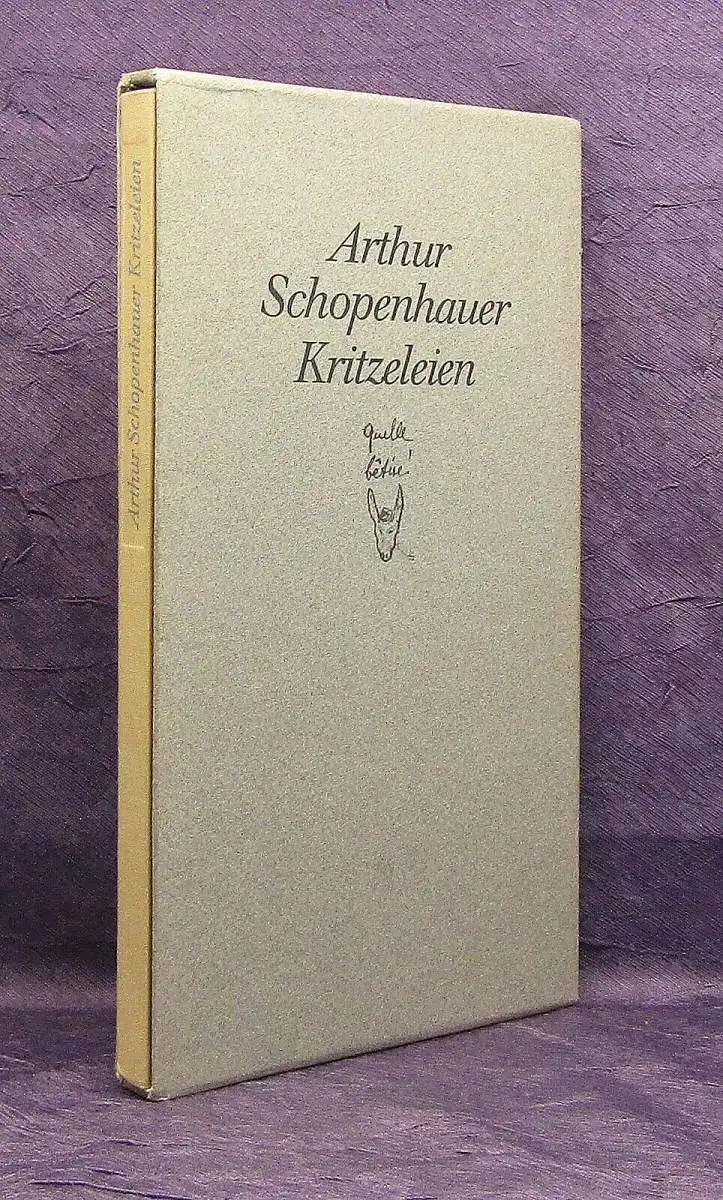 Arthur Schopenhauer Kritzeleien
Arthur
Schopenhauer
Kritzeleien
quelle
bêtise!